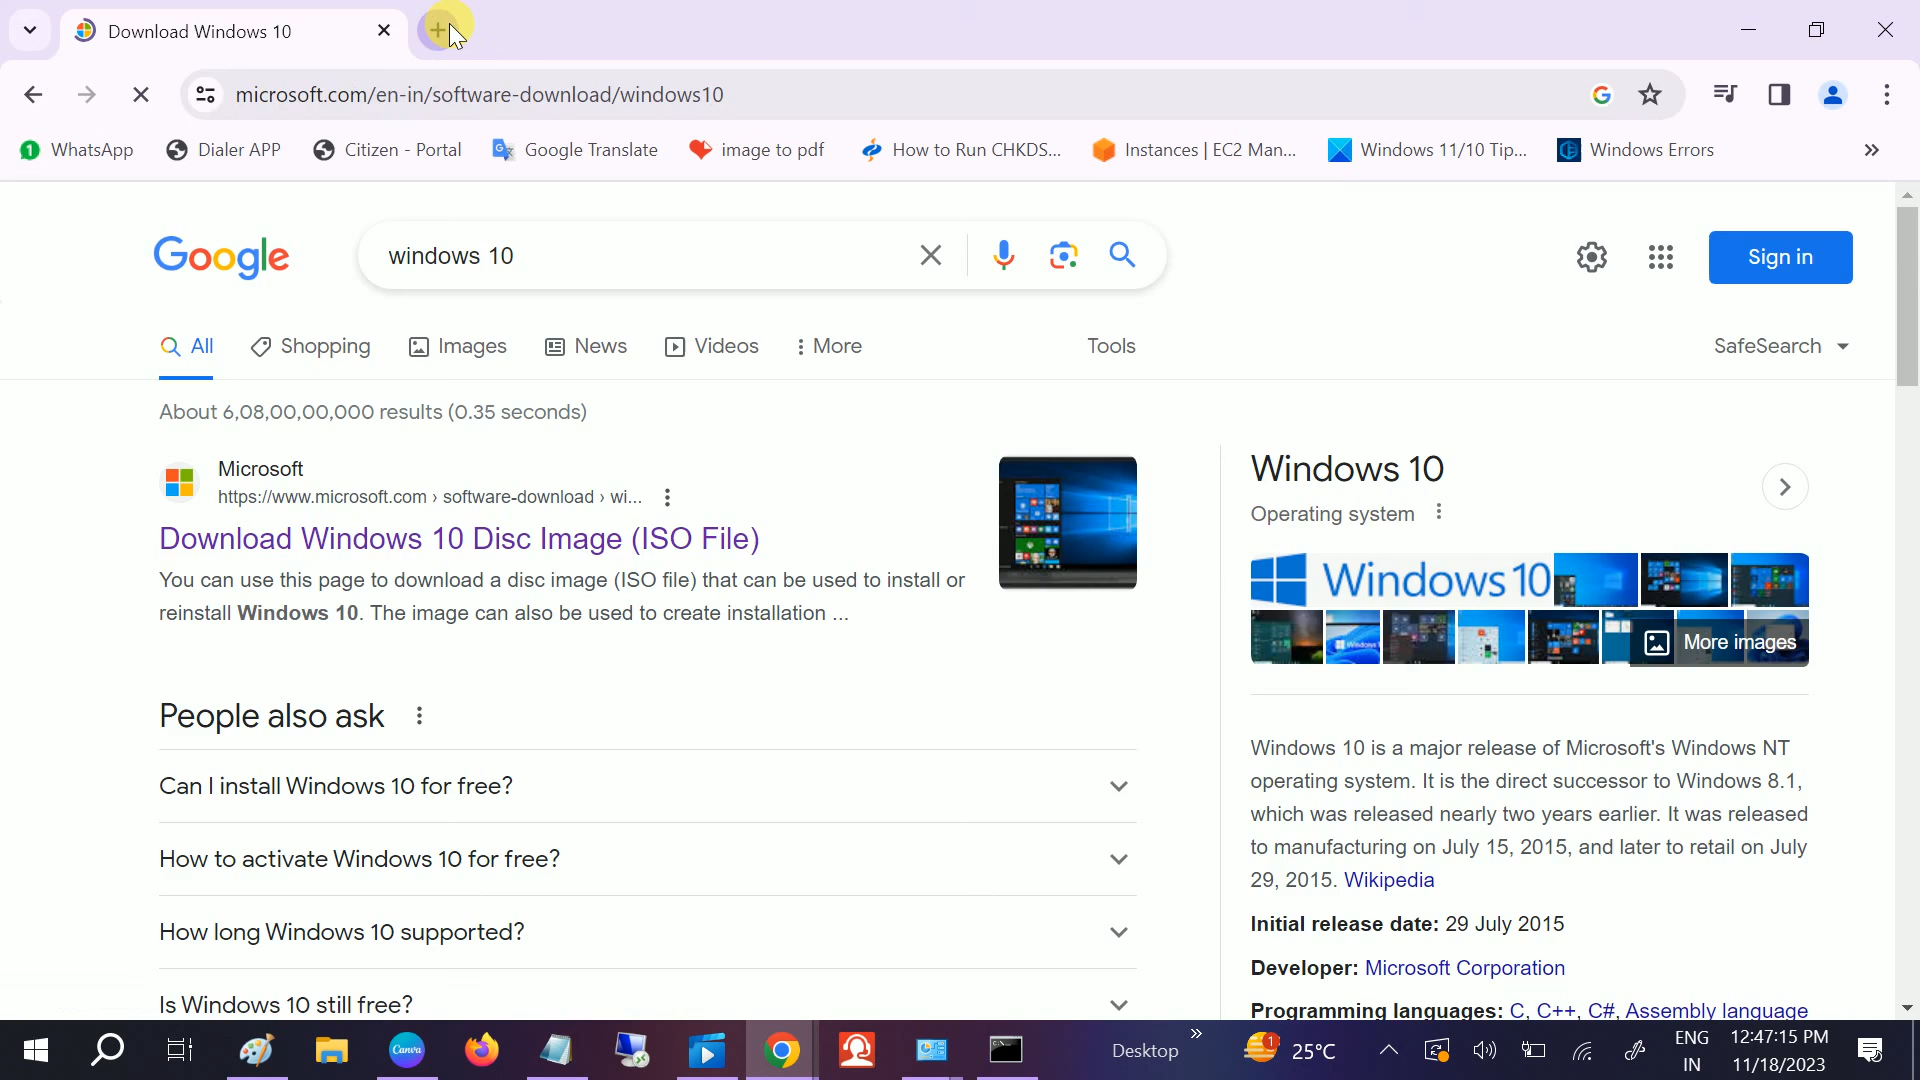 Download Windows 10
microsoft.com/en-in/software-download/windows10
1 WhatsApp
Dialer APP
Citizen - Portal
Google Translate
image to pdf
How to Run CHKDS...
Instances | EC2 Man...
Windows 11/10 Tip...
Windows Errors
Google
windows 10
Sign in
All
Shopping
Images
News
Videos
More
Tools
SafeSearch
About 6,08,00,00,000 results (0.35 seconds)
Microsoft
https://www.microsoft.com › software-download › wi...
Download Windows 10 Disc Image (ISO File)
You can use this page to download a disc image (ISO file) that can be used to install or
reinstall Windows 10. The image can also be used to create installation ...
People also ask
Can I install Windows 10 for free?
How to activate Windows 10 for free?
How long Windows 10 supported?
Is Windows 10 still free?
Windows 10
Operating system
Windows 10
More images
Windows 10 is a major release of Microsoft's Windows NT
operating system. It is the direct successor to Windows 8.1,
which was released nearly two years earlier. It was released
to manufacturing on July 15, 2015, and later to retail on July
29, 2015. Wikipedia
Initial release date: 29 July 2015
Developer: Microsoft Corporation
Programming languages: C, C++, C#, Assembly language
Canva
Desktop
1
25°C
ENG
IN
12:47:15 PM
11/18/2023